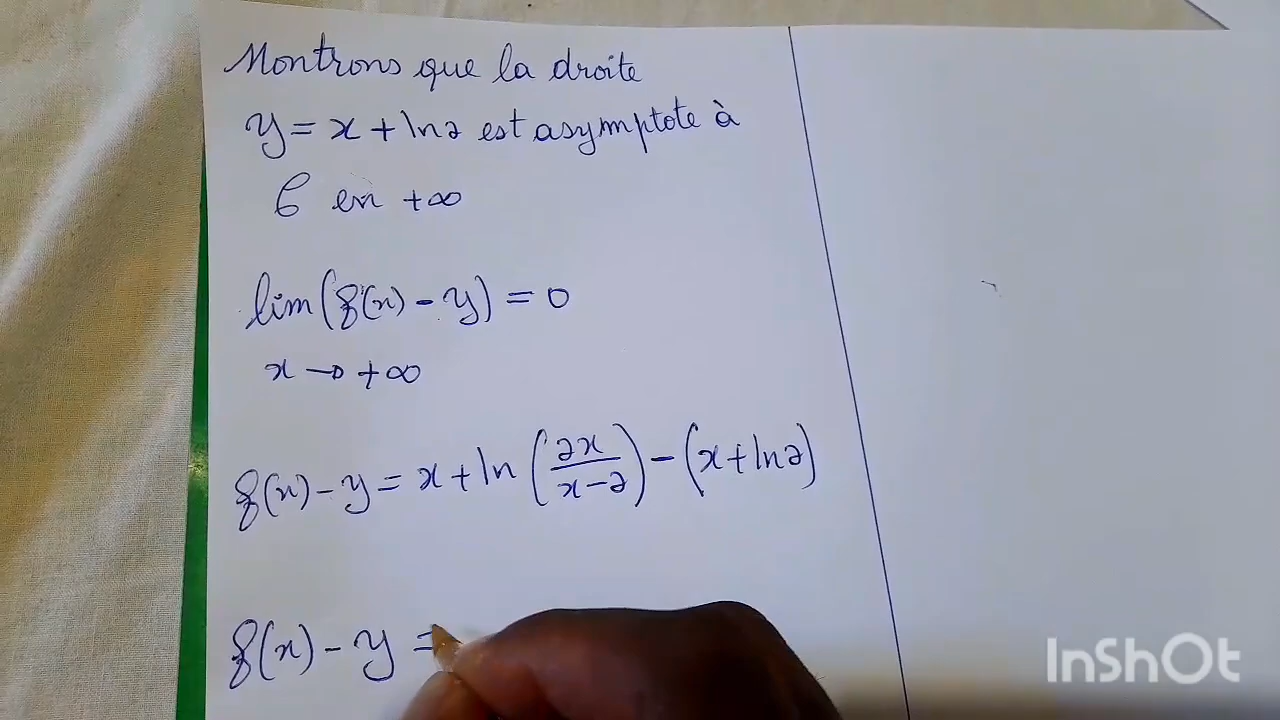 Montrons que la droite
y = x + ln2 est asymptote à
C en +∞
lim (f(x) - y) = 0
x → +∞
f(x) - y = x + ln (2x/(x-2)) - (x + ln2)
f(x) - y =
InShOt